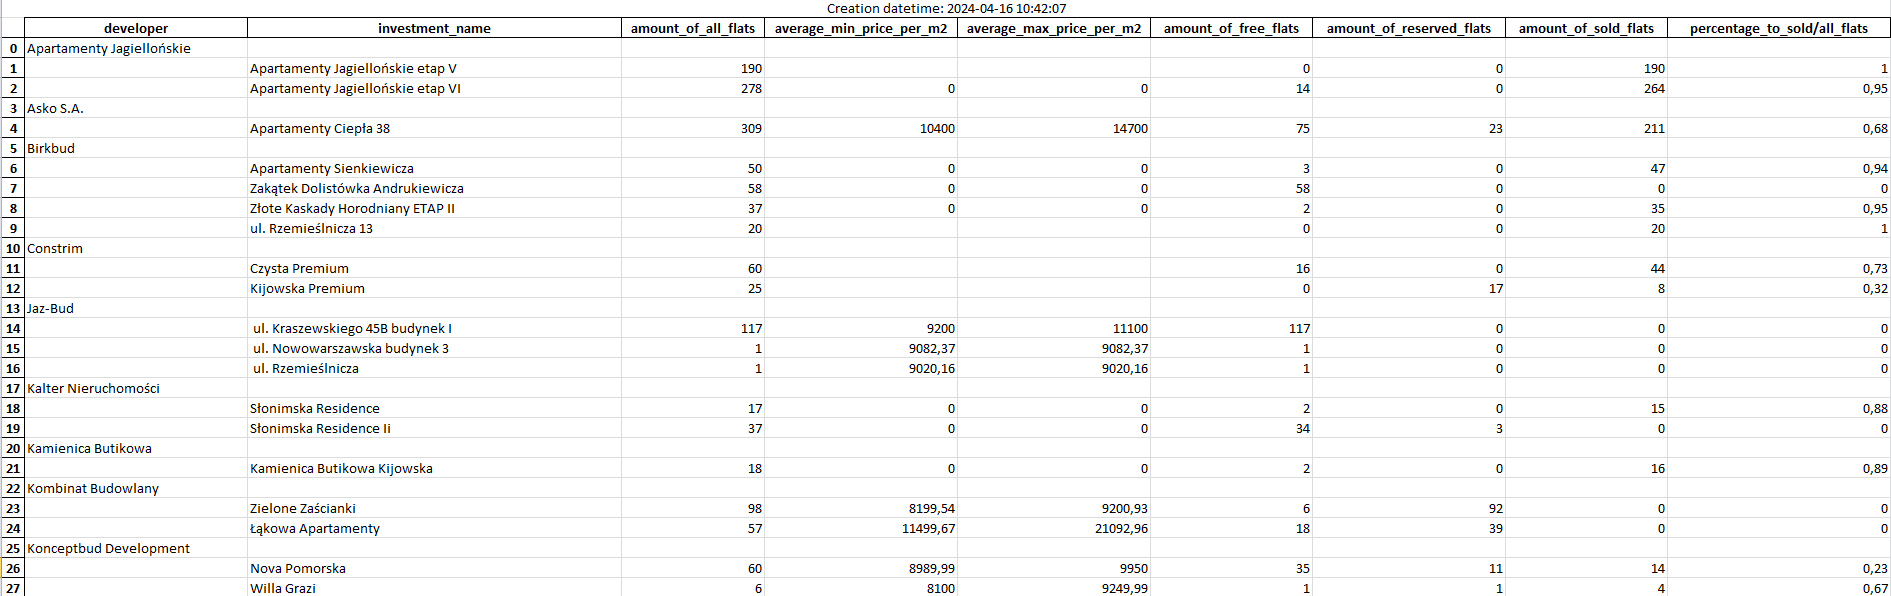 Creation datetime: 2024-04-16 10:42:07
developer investment_name amount_of_all_flats average_min_price_per_m2 average_max_price_per_m2 amount_of_free_flats amount_of_reserved_flats amount_of_sold_flats percentage_to_sold/all_flats
0 Apartamenty Jagiellońskie
1 Apartamenty Jagiellońskie etap V 190 0 0 190 1
2 Apartamenty Jagiellońskie etap VI 278 0 0 14 0 264 0,95
3 Asko S.A.
4 Apartamenty Ciepła 38 309 10400 14700 75 23 211 0,68
5 Birkbud
6 Apartamenty Sienkiewicza 50 0 0 3 0 47 0,94
7 Zakątek Dolistówka Andrukiewicza 58 0 0 58 0 0 0
8 Złote Kaskady Horodniany ETAP II 37 0 0 2 0 35 0,95
9 ul. Rzemieślnicza 13 20 0 0 20 1
10 Constrim
11 Czysta Premium 60 16 0 44 0,73
12 Kijowska Premium 25 0 17 8 0,32
13 Jaz-Bud
14 ul. Kraszewskiego 45B budynek I 117 9200 11100 117 0 0 0
15 ul. Nowowarszawska budynek 3 1 9082,37 9082,37 1 0 0 0
16 ul. Rzemieślnicza 1 9020,16 9020,16 1 0 0 0
17 Kalter Nieruchomości
18 Słonimska Residence 17 0 0 2 0 15 0,88
19 Słonimska Residence Ii 37 0 0 34 3 0 0
20 Kamienica Butikowa
21 Kamienica Butikowa Kijowska 18 0 0 2 0 16 0,89
22 Kombinat Budowlany
23 Zielone Zaścianki 98 8199,54 9200,93 6 92 0 0
24 Łąkowa Apartamenty 57 11499,67 21092,96 18 39 0 0
25 Konceptbud Development
26 Nova Pomorska 60 8989,99 9950 35 11 14 0,23
27 Willa Grazi 6 8100 9249,99 1 1 4 0,67